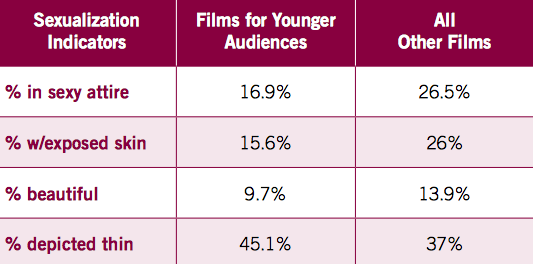 Sexualization Indicators Films for Younger Audiences All Other Films
% in sexy attire 16.9% 26.5%
% w/exposed skin 15.6% 26%
% beautiful 9.7% 13.9%
% depicted thin 45.1% 37%